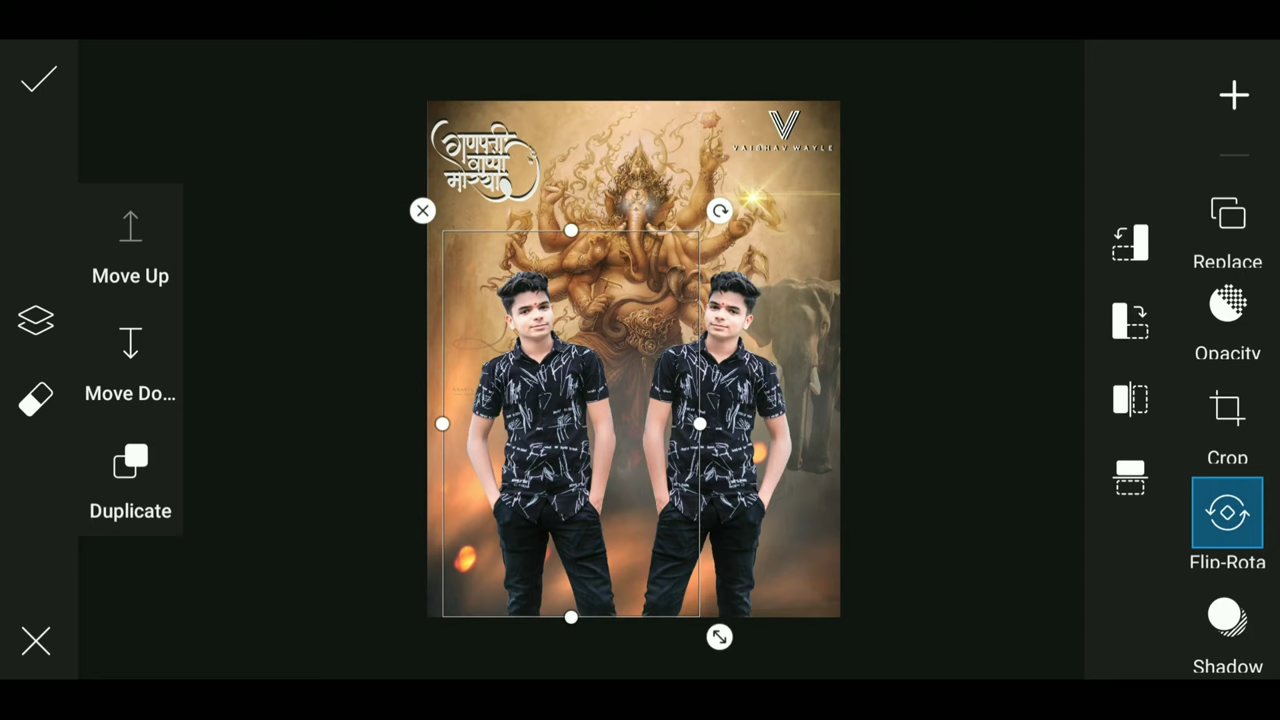 गणपती
बाप्पा
मोरया
VAIBHAV WAYLE
Move Up
Move Do...
Duplicate
Replace
Opacity
Crop
Flip-Rota
Shadow